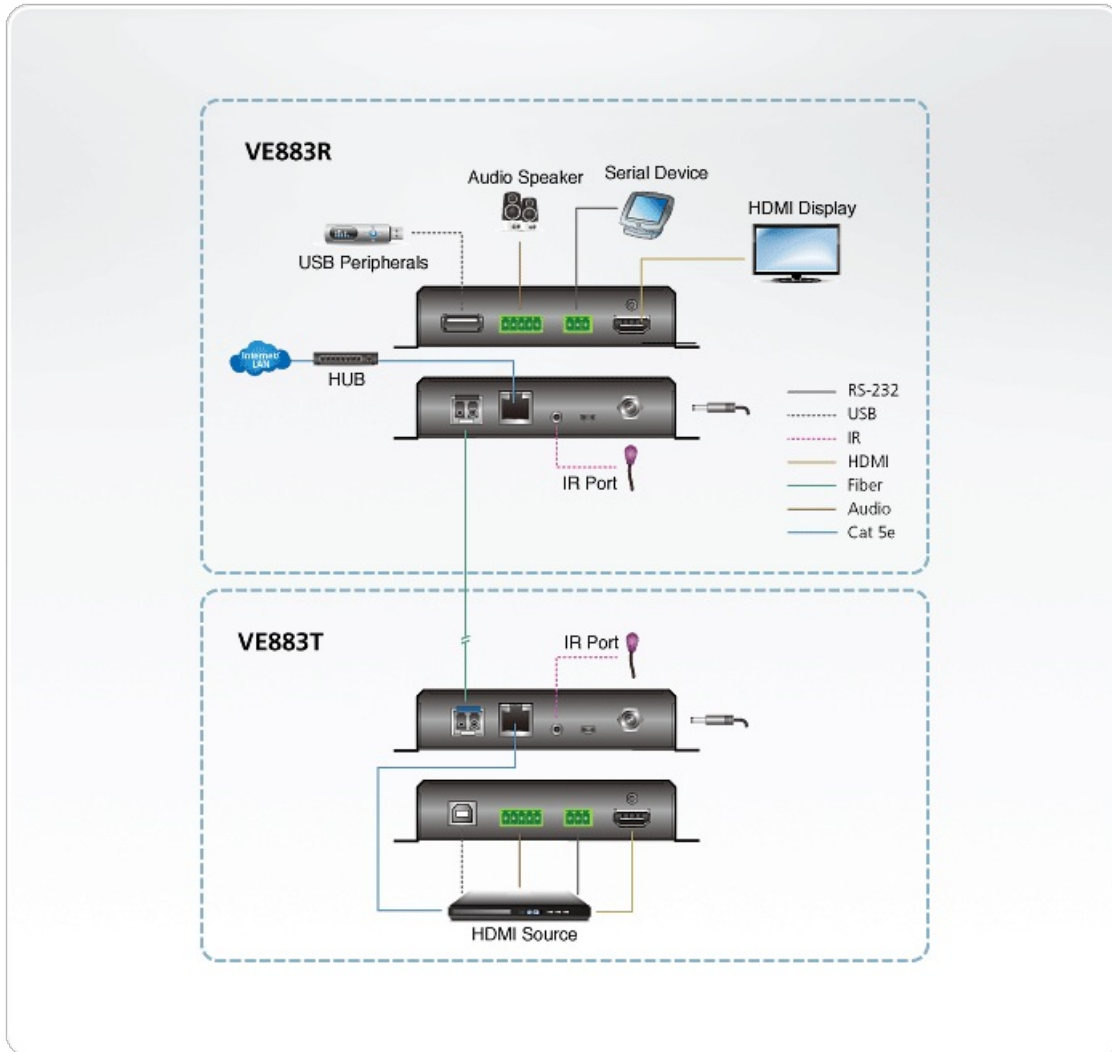 VE883R
Audio Speaker
Serial Device
HDMI Display
USB Peripherals
Internet/
LAN
HUB
RS-232
USB
IR
HDMI
Fiber
Audio
Cat 5e
IR Port
VE883T
IR Port
HDMI Source